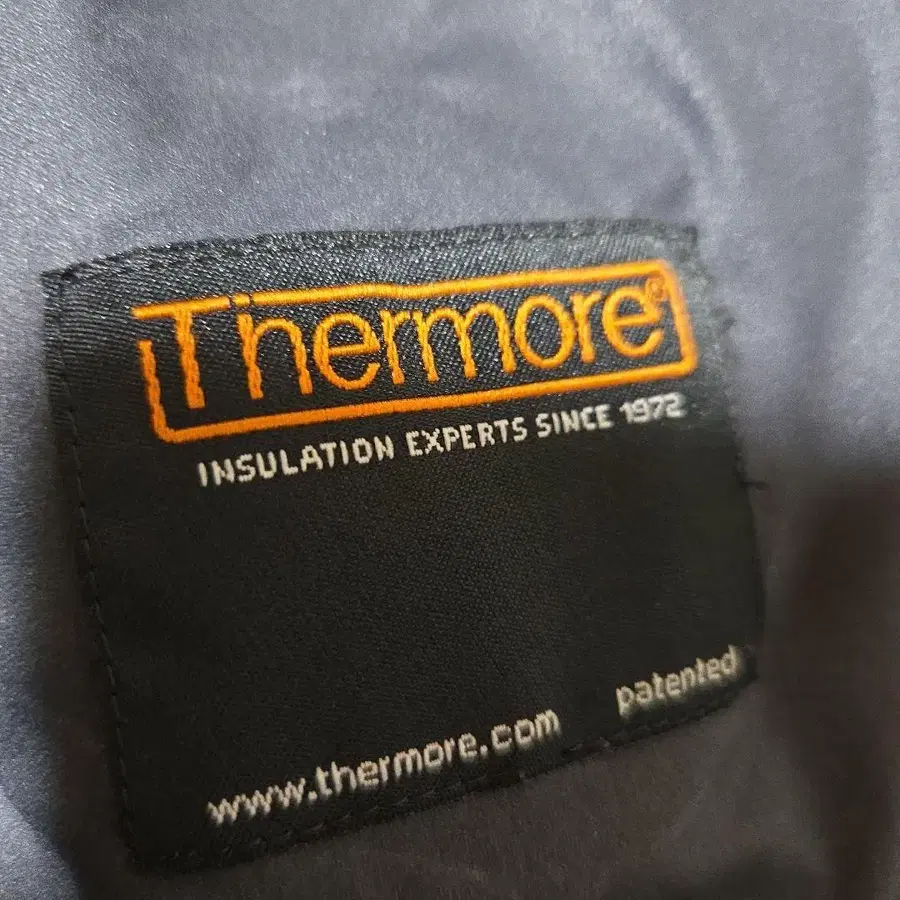 Thermore®
INSULATION EXPERTS SINCE 1972
patented
www.thermore.com